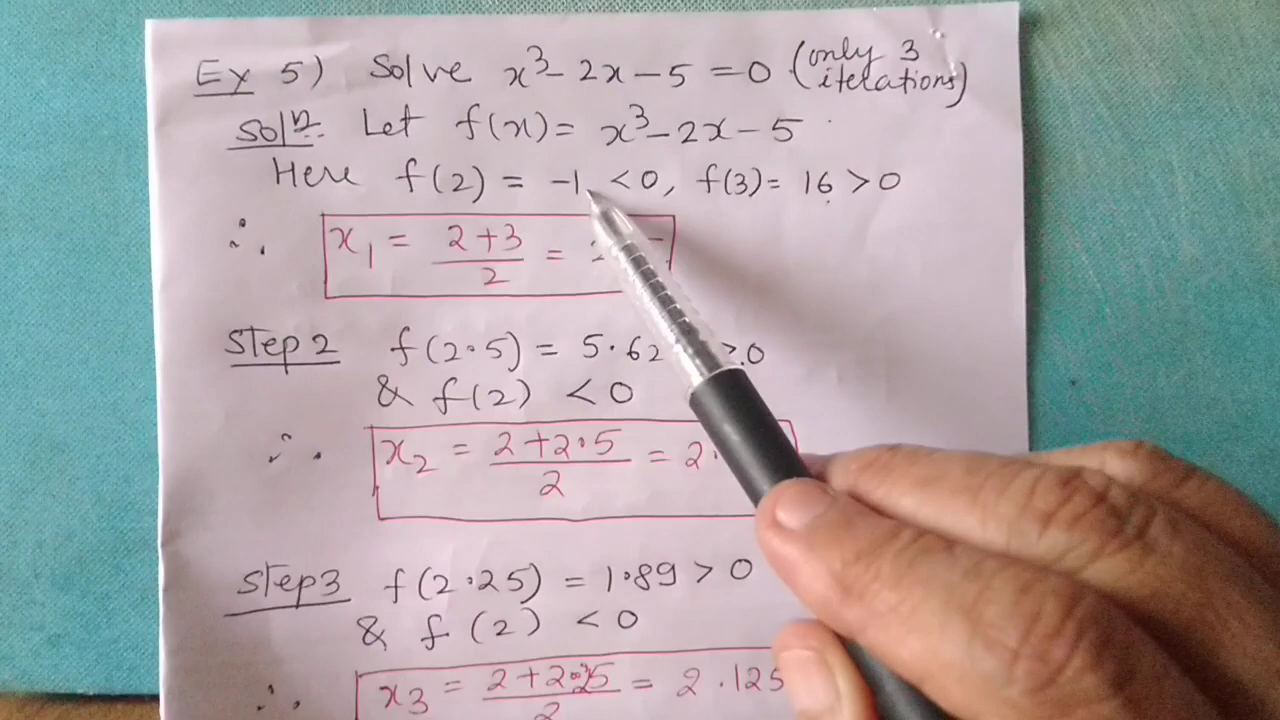 Ex 5) Solve x³ - 2x - 5 = 0 (only 3 iterations)
Solⁿ. Let f(x) = x³ - 2x - 5
Here f(2) = -1 < 0, f(3) = 16 > 0
∴ x₁ = (2+3)/2 =
Step 2 f(2.5) = 5.62 > 0
& f(2) < 0
∴ x₂ = (2+2.5)/2 = 2.
Step 3 f(2.25) = 1.89 > 0
& f(2) < 0
∴ x₃ = (2+2.25)/2 = 2.125